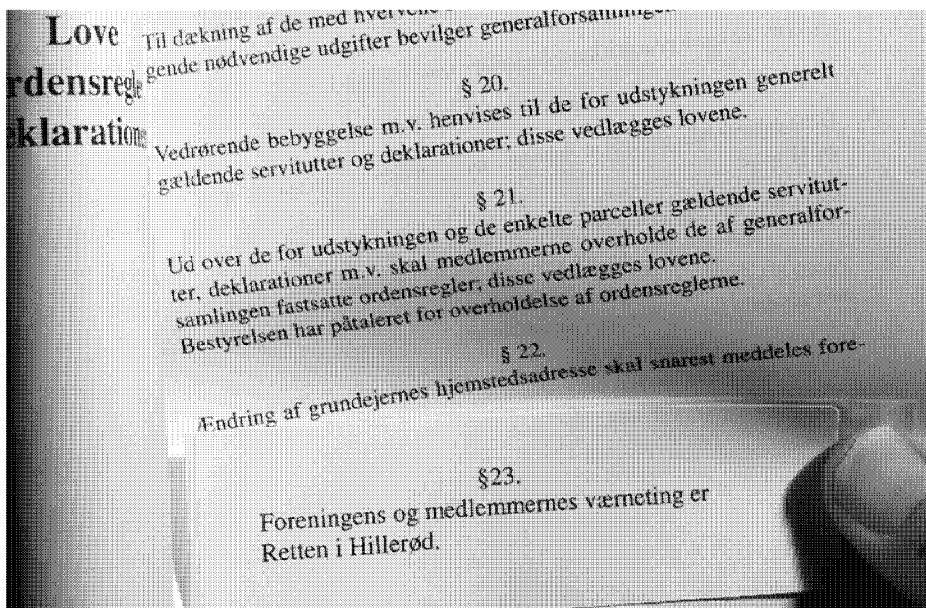 Love
rdensregle
eklaration
Til dækning af de med hvervene
gende nødvendige udgifter bevilger generalforsamlingen
§ 20.
Vedrørende bebyggelse m.v. henvises til de for udstykningen generelt
gældende servitutter og deklarationer; disse vedlægges lovene.
§ 21.
Ud over de for udstykningen og de enkelte parceller gældende servitut-
ter, deklarationer m.v. skal medlemmerne overholde de af generalfor-
samlingen fastsatte ordensregler; disse vedlægges lovene.
Bestyrelsen har påtaleret for overholdelse af ordensreglerne.
§ 22.
Ændring af grundejernes hjemstedsadresse skal snarest meddeles fore-
§23.
Foreningens og medlemmernes værneting er
Retten i Hillerød.